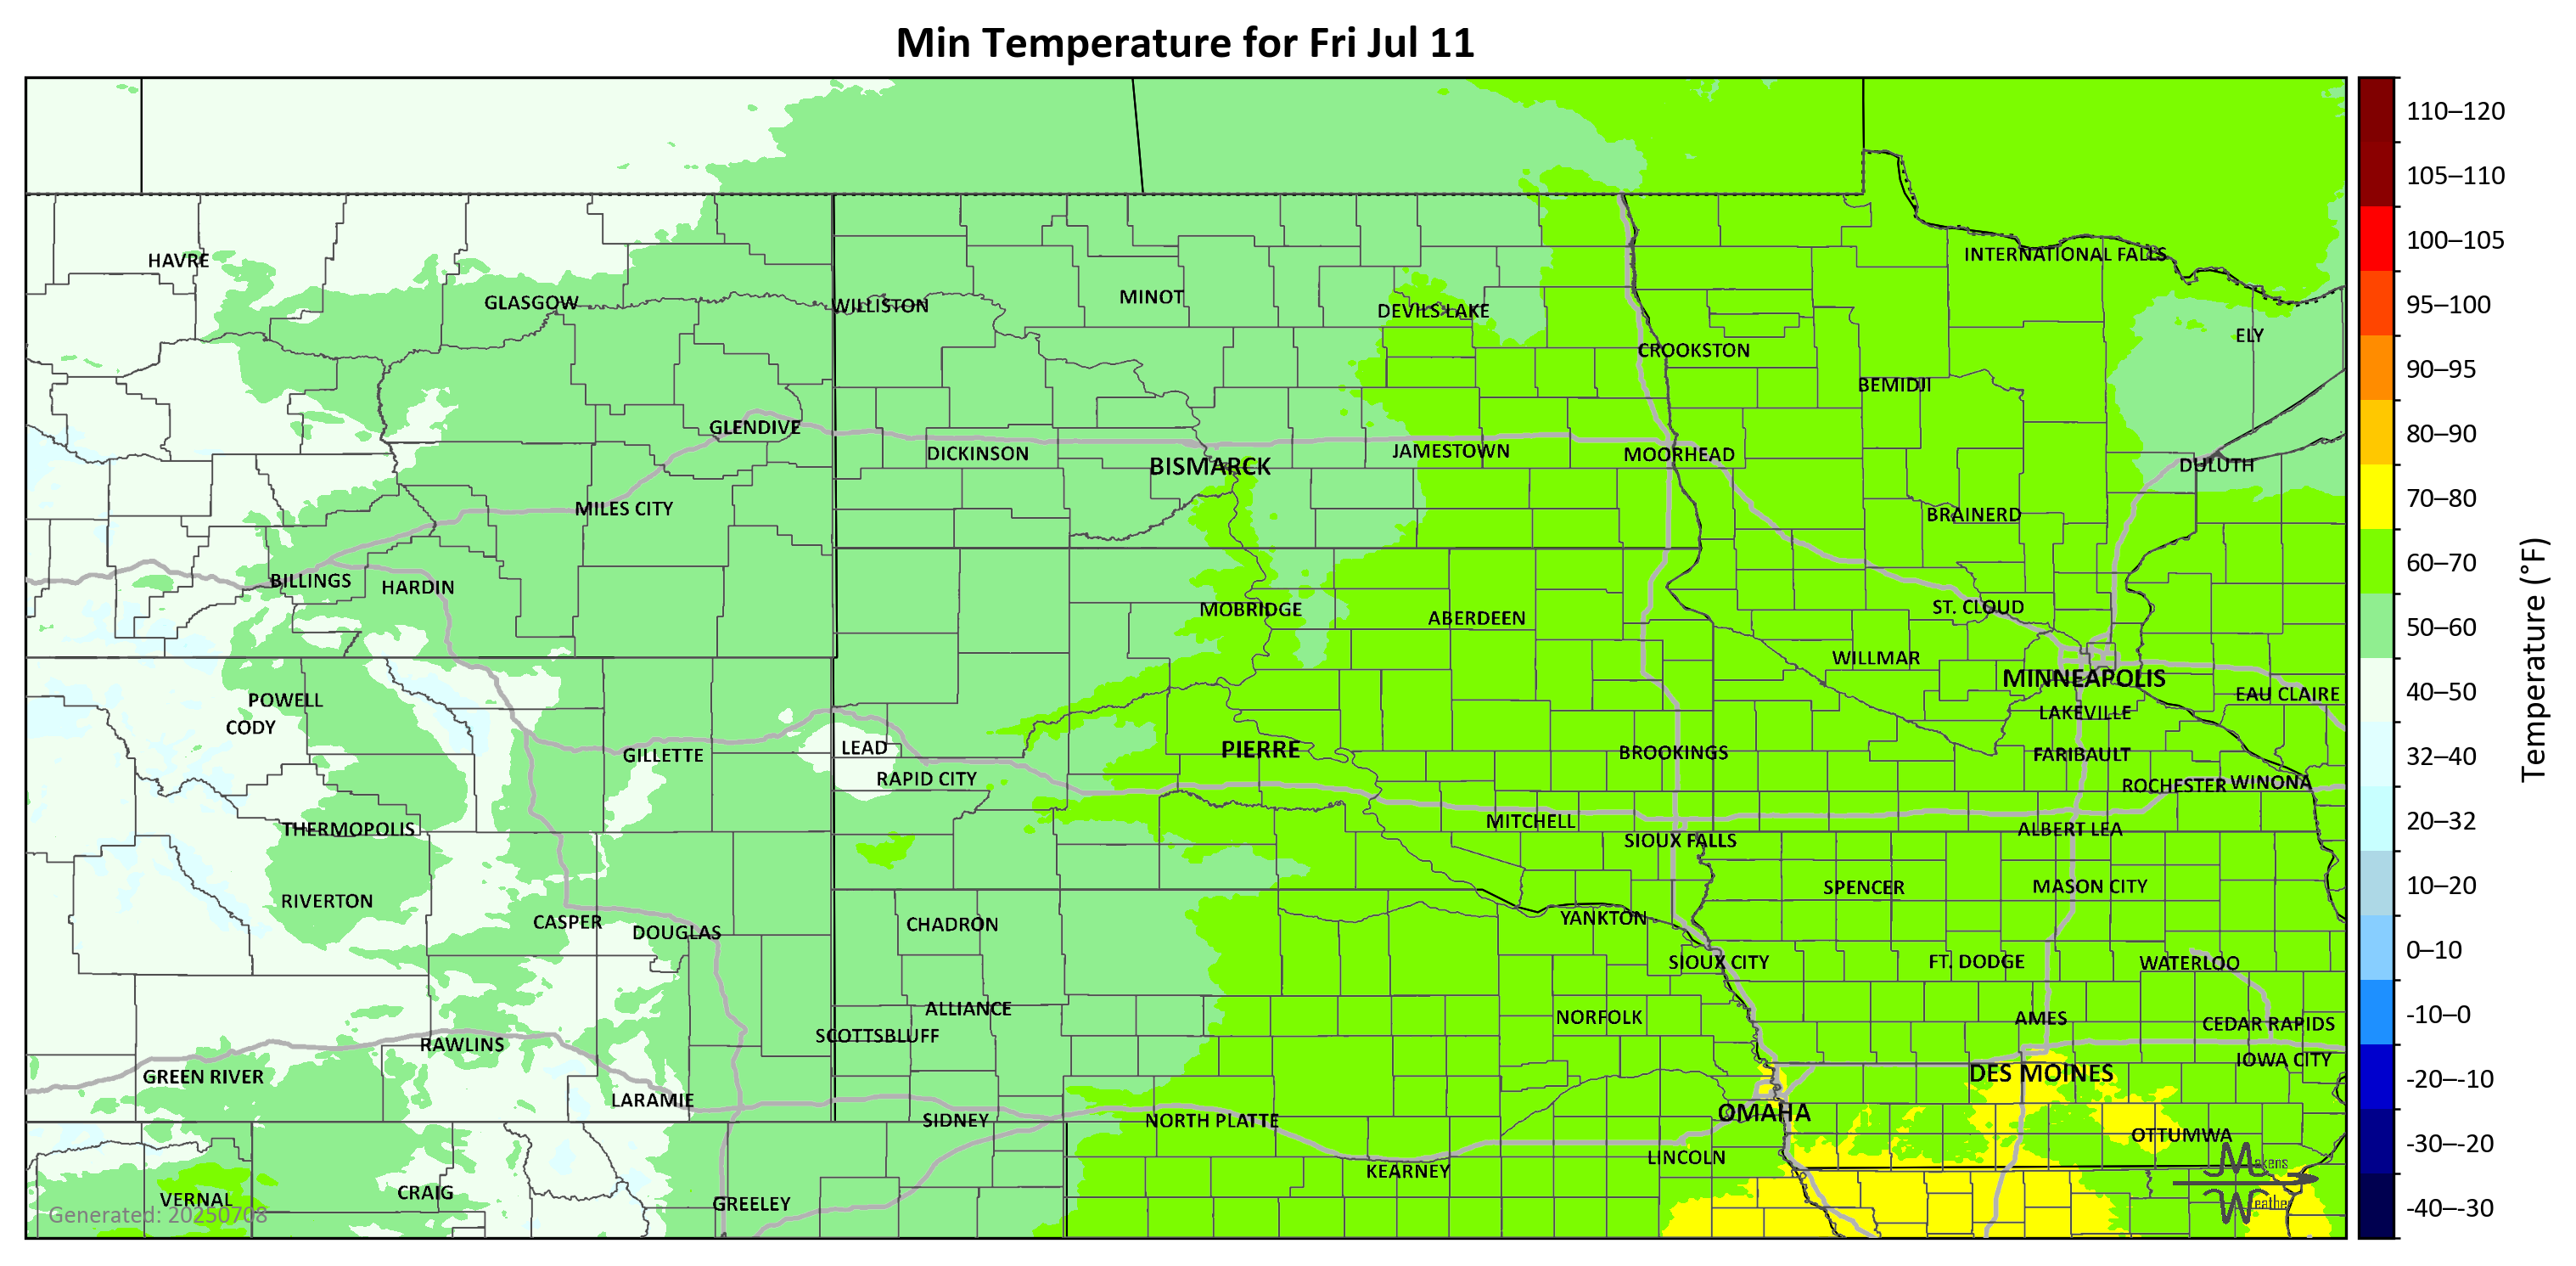 Min Temperature for Fri Jul 11
110–120
105–110
100–105
95–100
90–95
80–90
70–80
60–70
50–60
40–50
32–40
20–32
10–20
0–10
-10–0
-20–-10
-30–-20
-40–-30
Temperature (°F)
HAVRE
GLASGOW
WILLISTON
MINOT
DEVILS LAKE
INTERNATIONAL FALLS
ELY
CROOKSTON
BEMIDJI
GLENDIVE
DICKINSON
BISMARCK
JAMESTOWN
MOORHEAD
DULUTH
MILES CITY
BRAINERD
BILLINGS
HARDIN
MOBRIDGE
ABERDEEN
ST. CLOUD
WILLMAR
MINNEAPOLIS
EAU CLAIRE
POWELL
CODY
LAKEVILLE
GILLETTE
LEAD
RAPID CITY
PIERRE
BROOKINGS
FARIBAULT
ROCHESTER
WINONA
THERMOPOLIS
MITCHELL
SIOUX FALLS
ALBERT LEA
RIVERTON
SPENCER
MASON CITY
CASPER
DOUGLAS
CHADRON
YANKTON
SIOUX CITY
FT. DODGE
WATERLOO
ALLIANCE
SCOTTSBLUFF
NORFOLK
AMES
CEDAR RAPIDS
RAWLINS
IOWA CITY
GREEN RIVER
DES MOINES
LARAMIE
SIDNEY
NORTH PLATTE
OMAHA
OTTUMWA
KEARNEY
LINCOLN
VERNAL
CRAIG
GREELEY
Generated: 20250708
Makens
Weather